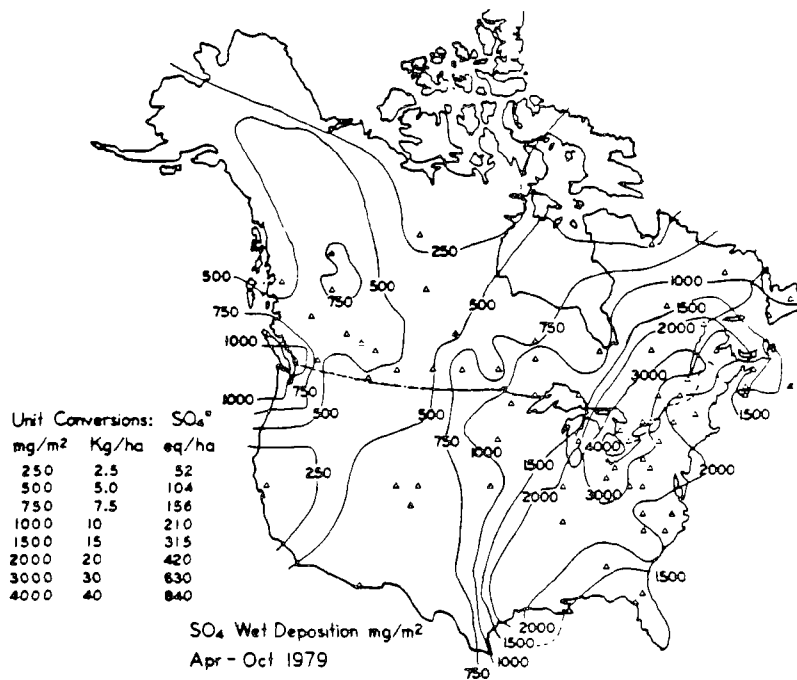 250
500
750
500
500
1000
1500
2000
750
750
1000
3000
1000
750
1500
500
500
750
1000
4000
1500
2000
250
2000
3000
1500
2000
1500
1000
750
Unit Conversions: SO₄⁼
mg/m² Kg/ha eq/ha
250 2.5 52
500 5.0 104
750 7.5 156
1000 10 210
1500 15 315
2000 20 420
3000 30 630
4000 40 840
SO₄ Wet Deposition mg/m²
Apr - Oct 1979